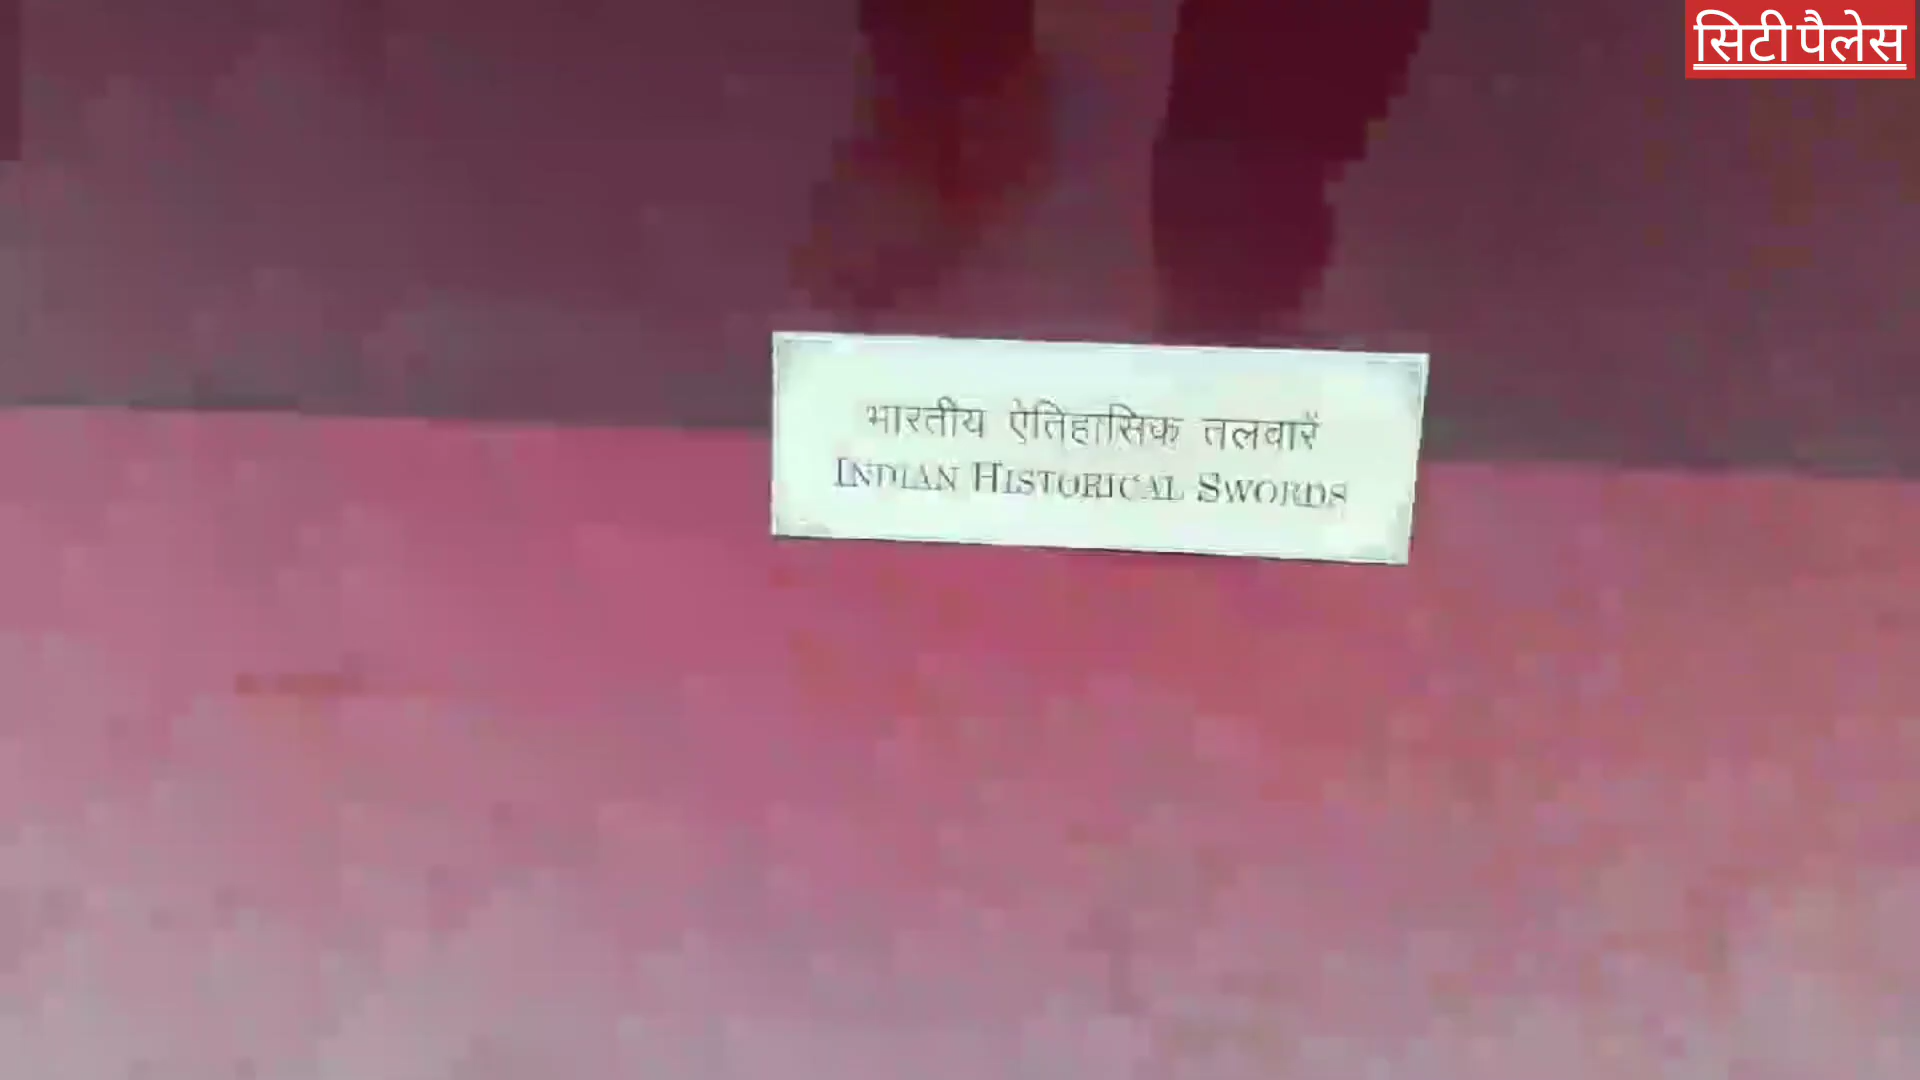 सिटी पैलेस
भारतीय ऐतिहासिक तलवारें
INDIAN HISTORICAL SWORDS